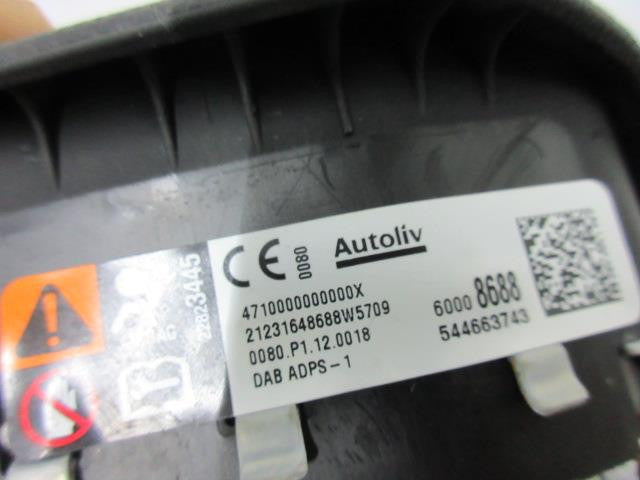 CE 0080 Autoliv
4710000000000X
21231648688W5709
0080.P1.12.0018
DAB ADPS-1
6000 8688
544663743
3445